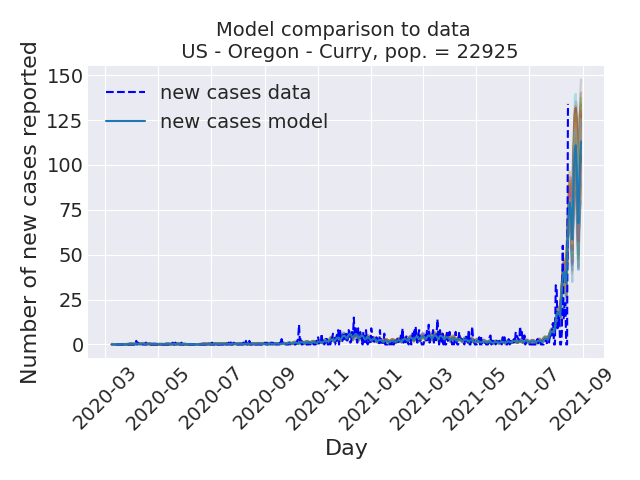 Model comparison to data
US - Oregon - Curry, pop. = 22925
Number of new cases reported
150
125
100
75
50
25
0
new cases data
new cases model
2020-03
2020-05
2020-07
2020-09
2020-11
2021-01
2021-03
2021-05
2021-07
2021-09
Day